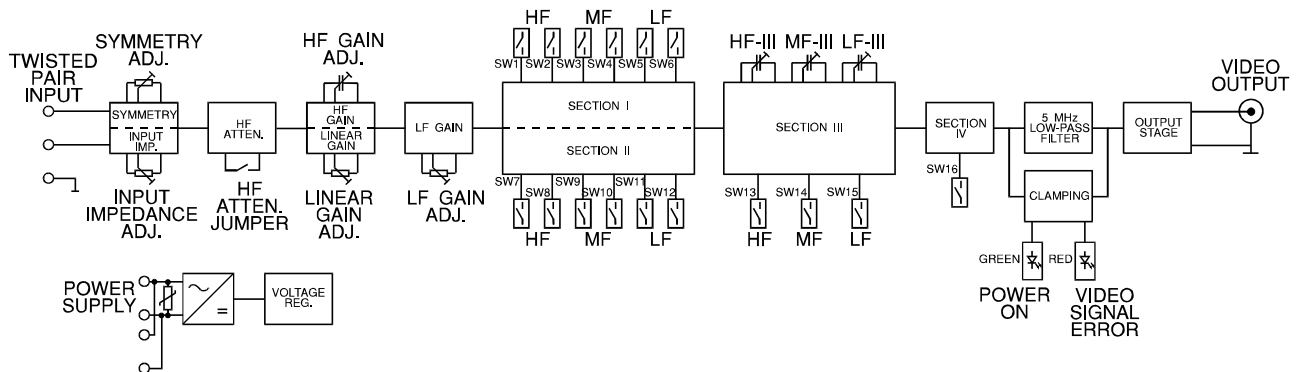 TWISTED
PAIR
INPUT
SYMMETRY
ADJ.
SYMMETRY
INPUT
IMP.
INPUT
IMPEDANCE
ADJ.
HF
ATTEN.
HF
ATTEN.
JUMPER
HF GAIN
ADJ.
HF
GAIN
LINEAR
GAIN
LINEAR
GAIN
ADJ.
LF GAIN
LF GAIN
ADJ.
HF MF LF
SW1 SW2 SW3 SW4 SW5 SW6
SECTION I
SECTION II
SW7 SW8 SW9 SW10 SW11 SW12
HF MF LF
HF-III MF-III LF-III
SECTION III
SW13 SW14 SW15
HF MF LF
SECTION
IV
SW16
5 MHz
LOW-PASS
FILTER
CLAMPING
GREEN
RED
POWER
ON
VIDEO
SIGNAL
ERROR
OUTPUT
STAGE
VIDEO
OUTPUT
POWER
SUPPLY
VOLTAGE
REG.